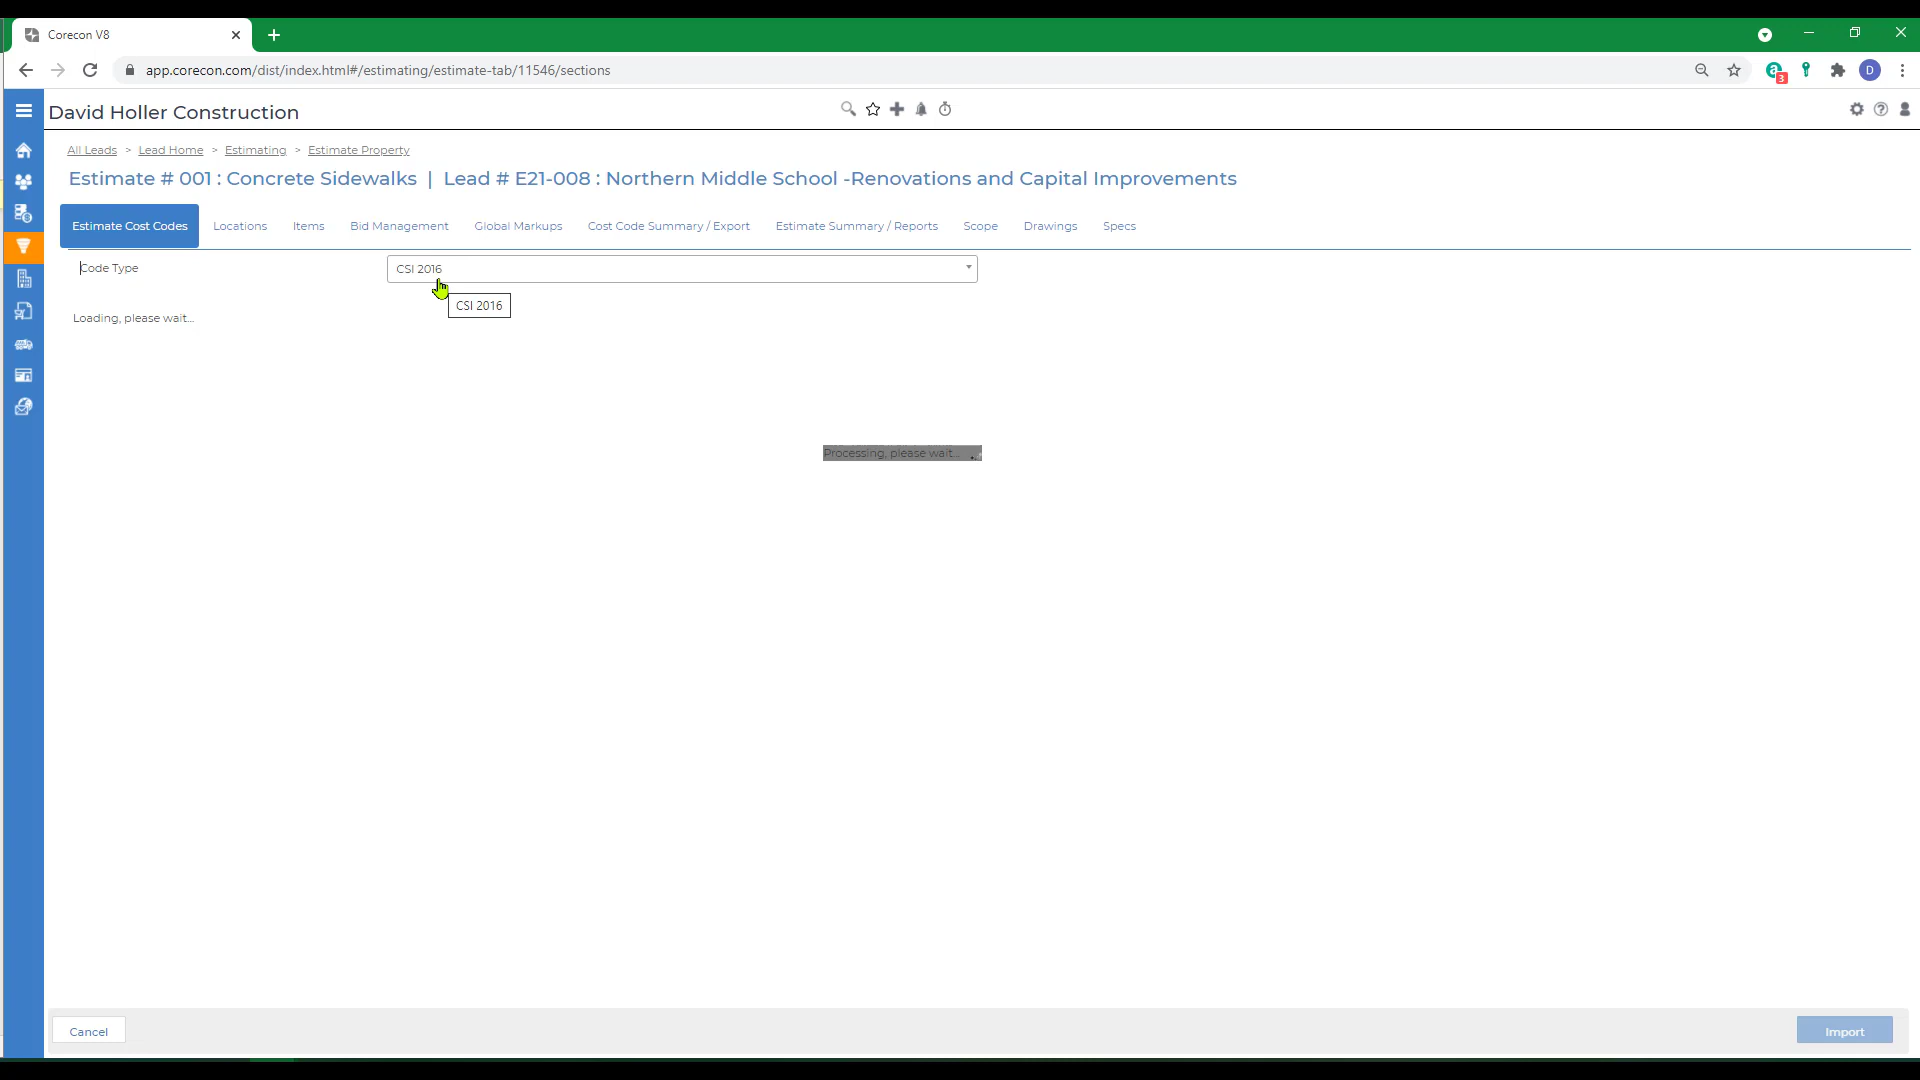 Corecon V8
app.corecon.com/dist/index.html#/estimating/estimate-tab/11546/sections
a 3
D
David Holler Construction
All Leads > Lead Home > Estimating > Estimate Property
Estimate # 001 : Concrete Sidewalks | Lead # E21-008 : Northern Middle School -Renovations and Capital Improvements
Estimate Cost Codes Locations Items Bid Management Global Markups Cost Code Summary / Export Estimate Summary / Reports Scope Drawings Specs
Code Type CSI 2016
CSI 2016
Loading, please wait...
Processing, please wait...
Cancel Import